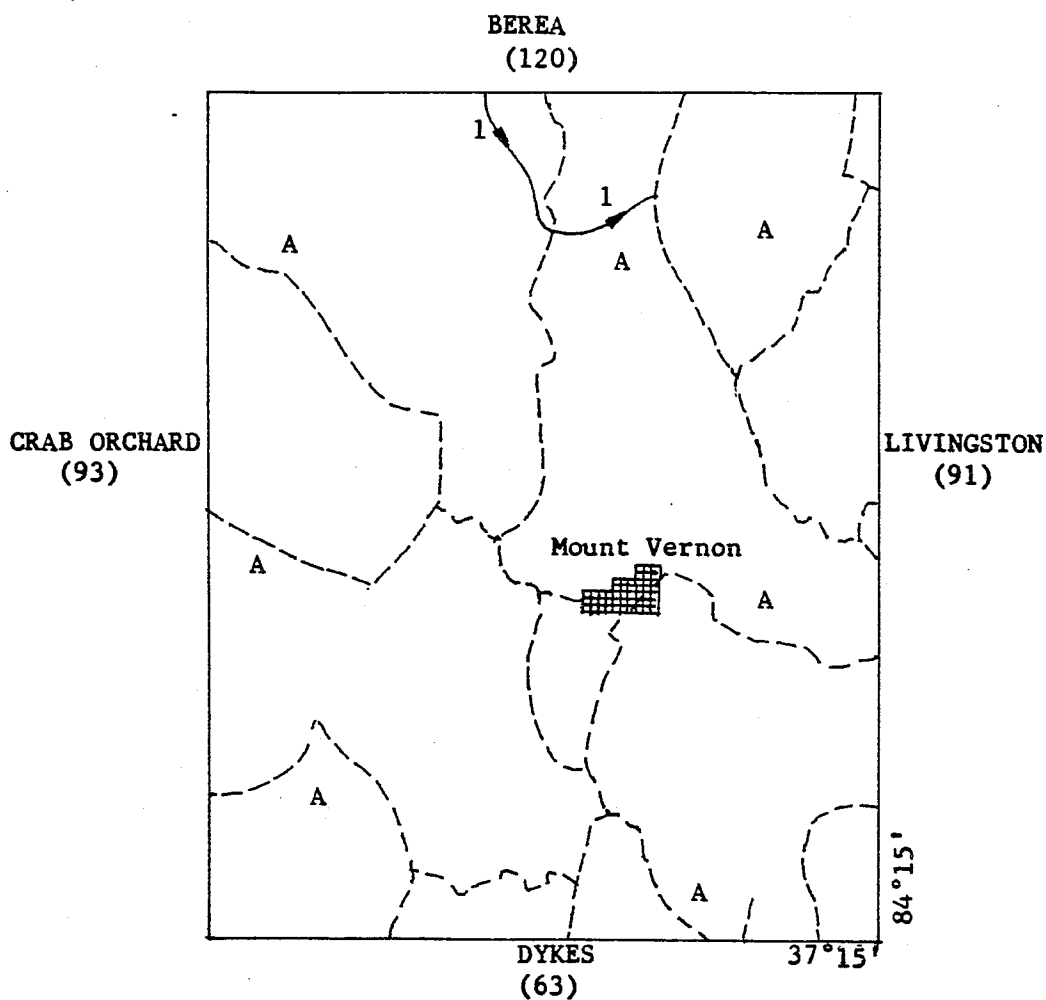 BEREA
(120)
1
1
A
A
A
CRAB ORCHARD
(93)
LIVINGSTON
(91)
Mount Vernon
A
A
A
A
84°15'
37°15'
DYKES
(63)